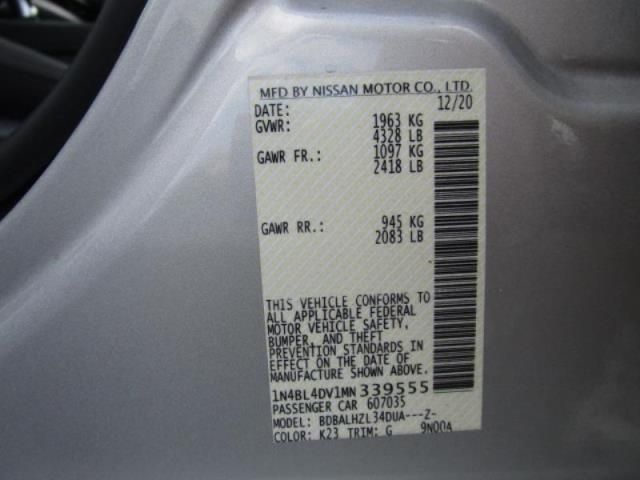 MFD BY NISSAN MOTOR CO., LTD.
DATE: 12/20
GVWR: 1963 KG
4328 LB
GAWR FR.: 1097 KG
2418 LB
GAWR RR.: 945 KG
2083 LB
THIS VEHICLE CONFORMS TO
ALL APPLICABLE FEDERAL
MOTOR VEHICLE SAFETY,
BUMPER, AND THEFT
PREVENTION STANDARDS IN
EFFECT ON THE DATE OF
MANUFACTURE SHOWN ABOVE.
1N4BL4DV1MN 339555
PASSENGER CAR 607035
MODEL: BDBALHZL34DUA---Z-
COLOR: K23 TRIM: G 9N00A